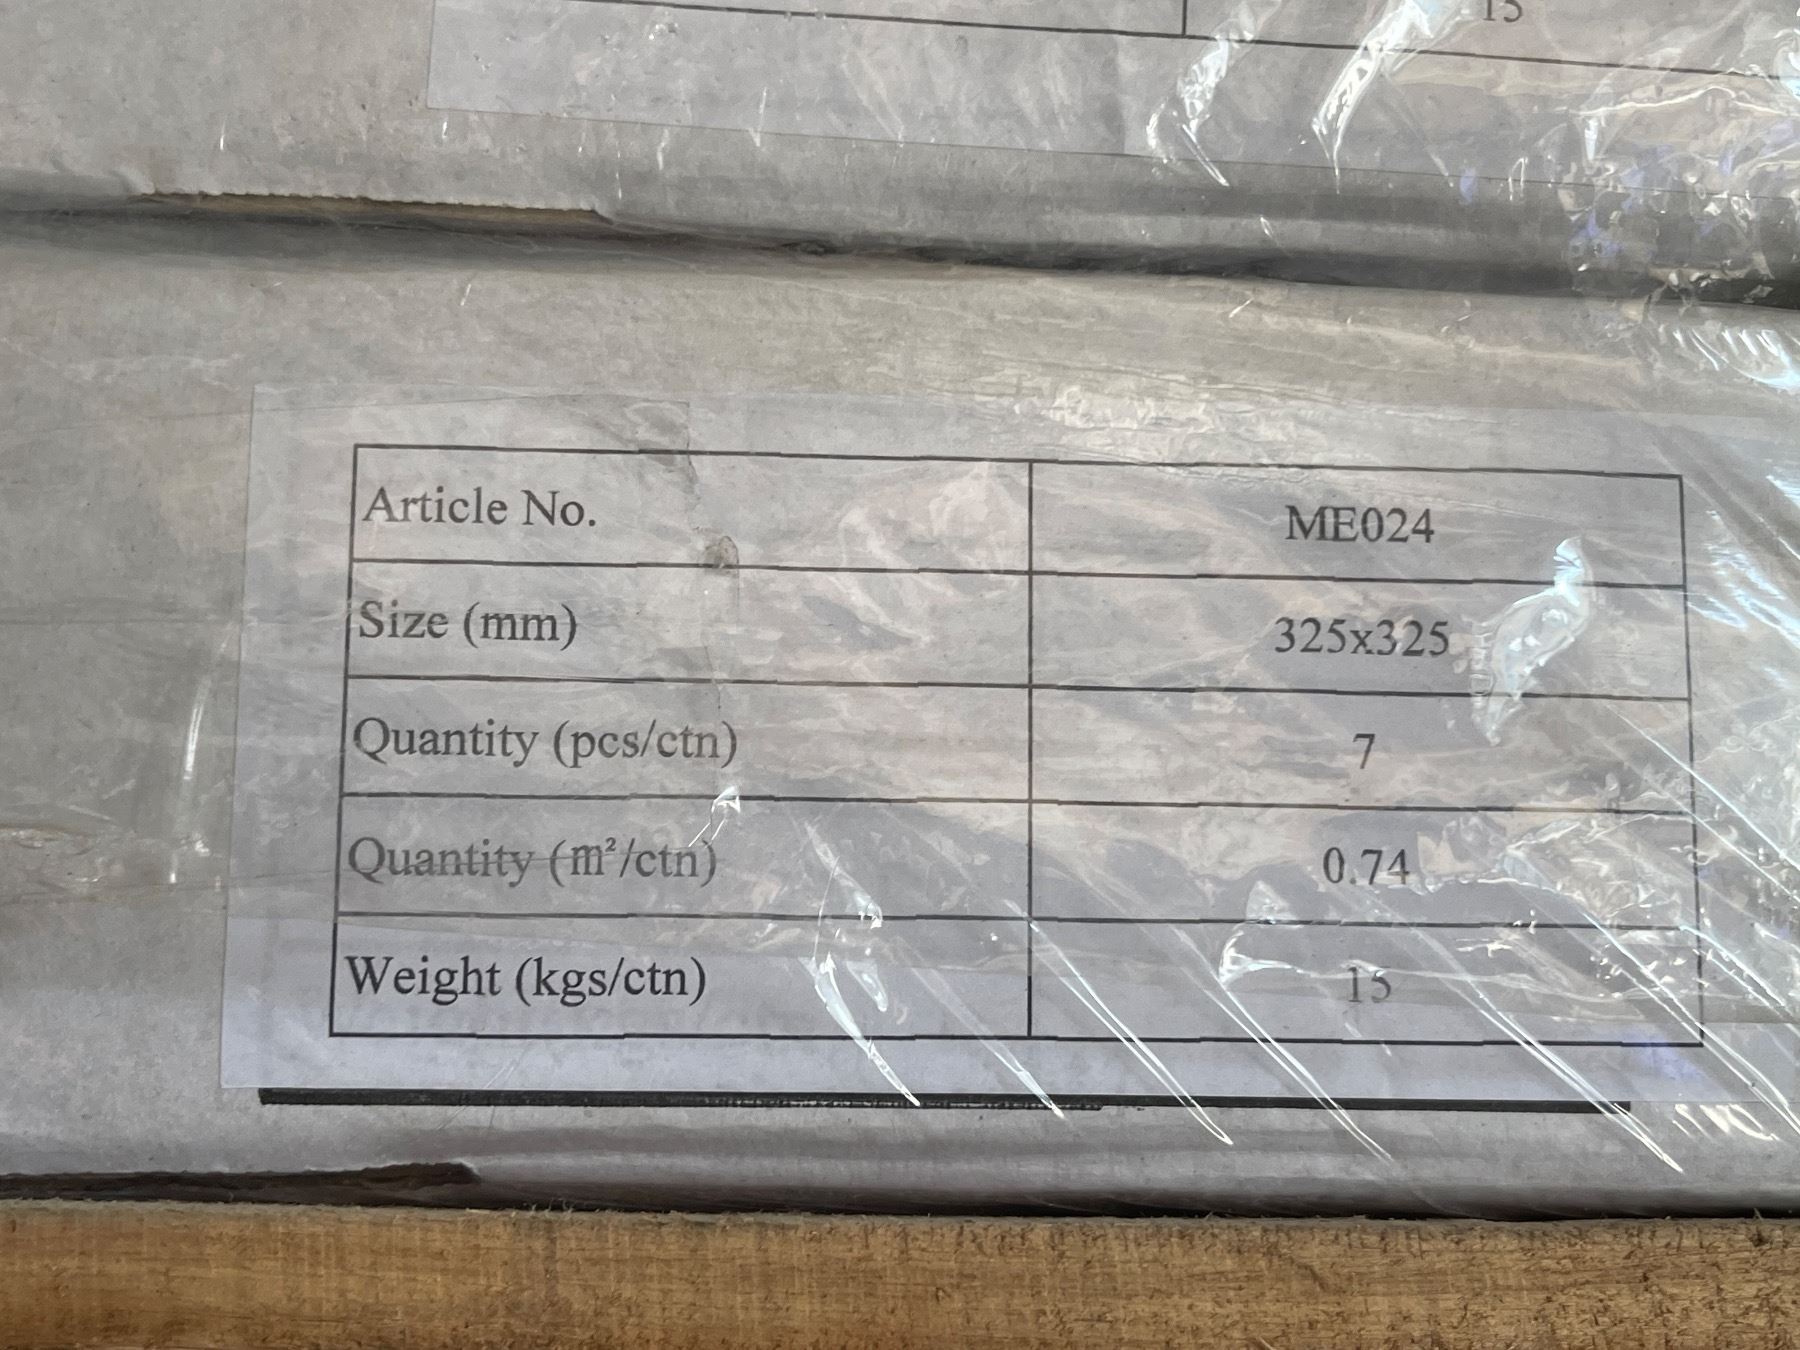 15
Article No. ME024
Size (mm) 325x325
Quantity (pcs/ctn) 7
Quantity (m²/ctn) 0.74
Weight (kgs/ctn) 15